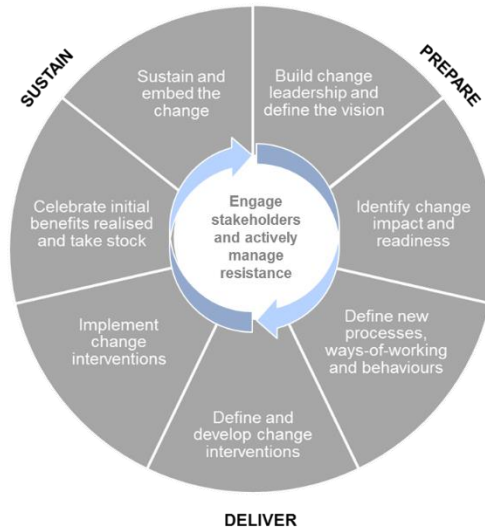 SUSTAIN
PREPARE
Build change
leadership and
define the vision
Identify change
impact and
readiness
Define new
processes,
ways-of-working
and behaviours
Define and
develop change
interventions
Implement
change
interventions
Celebrate initial
benefits realised
and take stock
Sustain and
embed the
change
Engage
stakeholders
and actively
manage
resistance
DELIVER